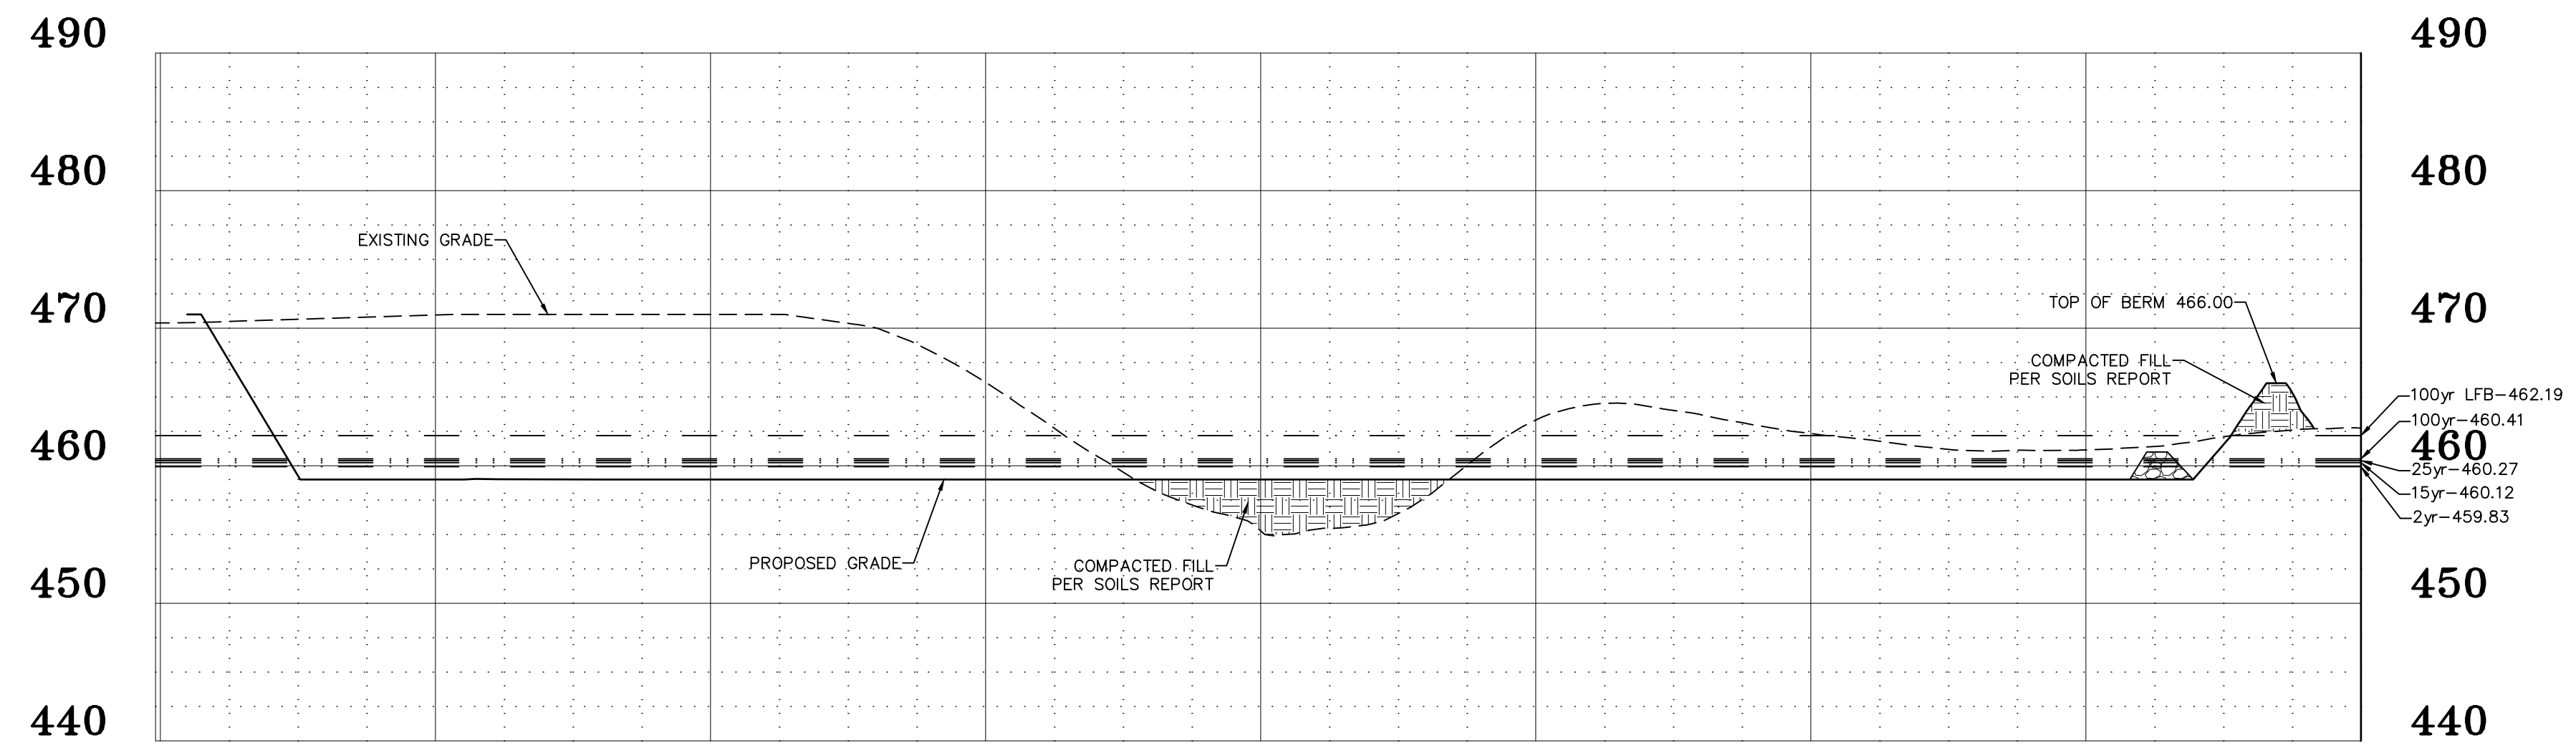 490 490
480 480
EXISTING GRADE
470 470
TOP OF BERM 466.00
COMPACTED FILL
PER SOILS REPORT
100yr LFB-462.19
100yr-460.41
460 460
25yr-460.27
15yr-460.12
2yr-459.83
PROPOSED GRADE
COMPACTED FILL
PER SOILS REPORT
450 450
440 440